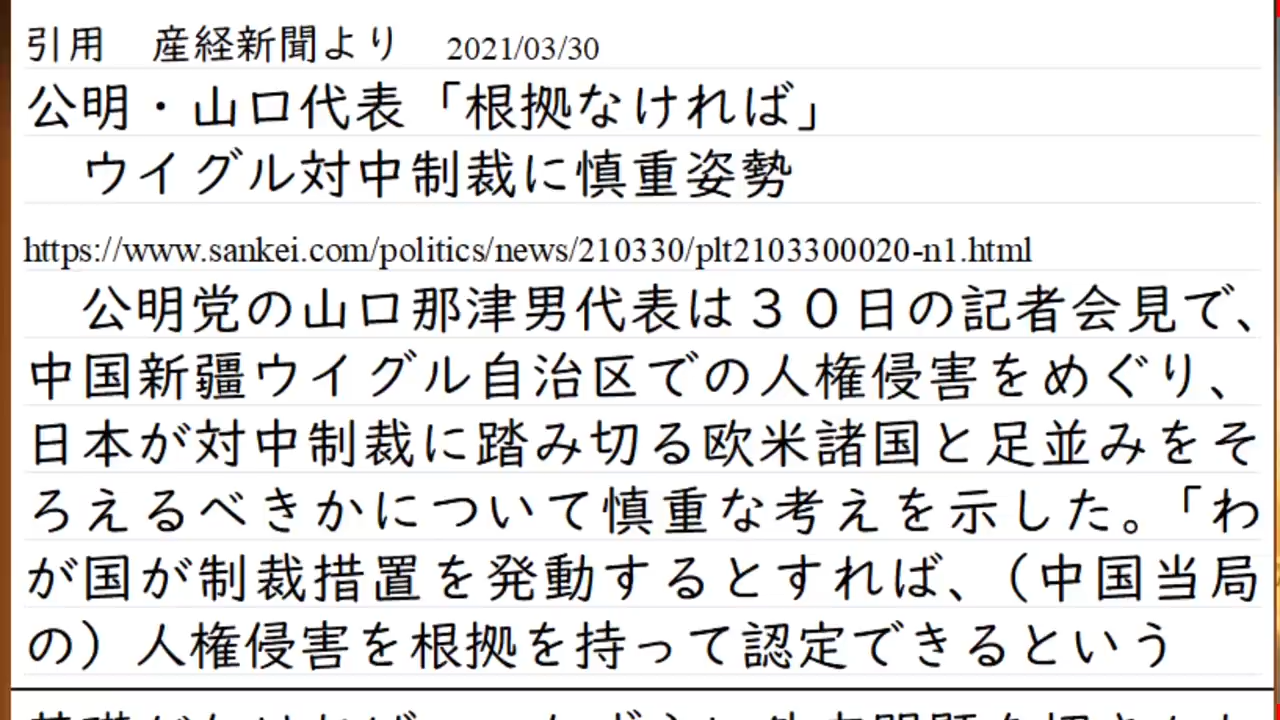 引用　産経新聞より　2021/03/30
公明・山口代表「根拠なければ」
　ウイグル対中制裁に慎重姿勢
https://www.sankei.com/politics/news/210330/plt2103300020-n1.html
　公明党の山口那津男代表は３０日の記者会見で、
中国新疆ウイグル自治区での人権侵害をめぐり、
日本が対中制裁に踏み切る欧米諸国と足並みをそ
ろえるべきかについて慎重な考えを示した。「わ
が国が制裁措置を発動するとすれば、（中国当局
の）人権侵害を根拠を持って認定できるという